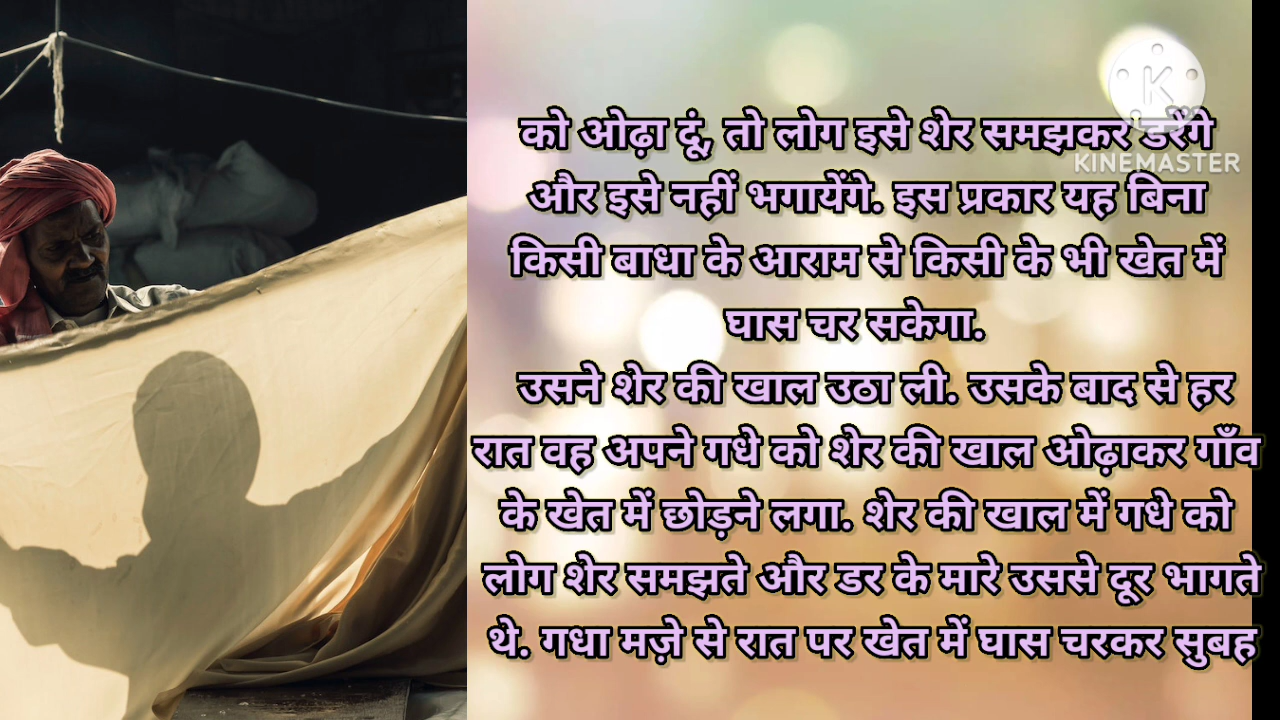 को ओढ़ा दूं, तो लोग इसे शेर समझकर डरेंगे
और इसे नहीं भगायेंगे. इस प्रकार यह बिना
किसी बाधा के आराम से किसी के भी खेत में
घास चर सकेगा.
उसने शेर की खाल उठा ली. उसके बाद से हर
रात वह अपने गधे को शेर की खाल ओढ़ाकर गाँव
के खेत में छोड़ने लगा. शेर की खाल में गधे को
लोग शेर समझते और डर के मारे उससे दूर भागते
थे. गधा मज़े से रात पर खेत में घास चरकर सुबह
K
KINEMASTER